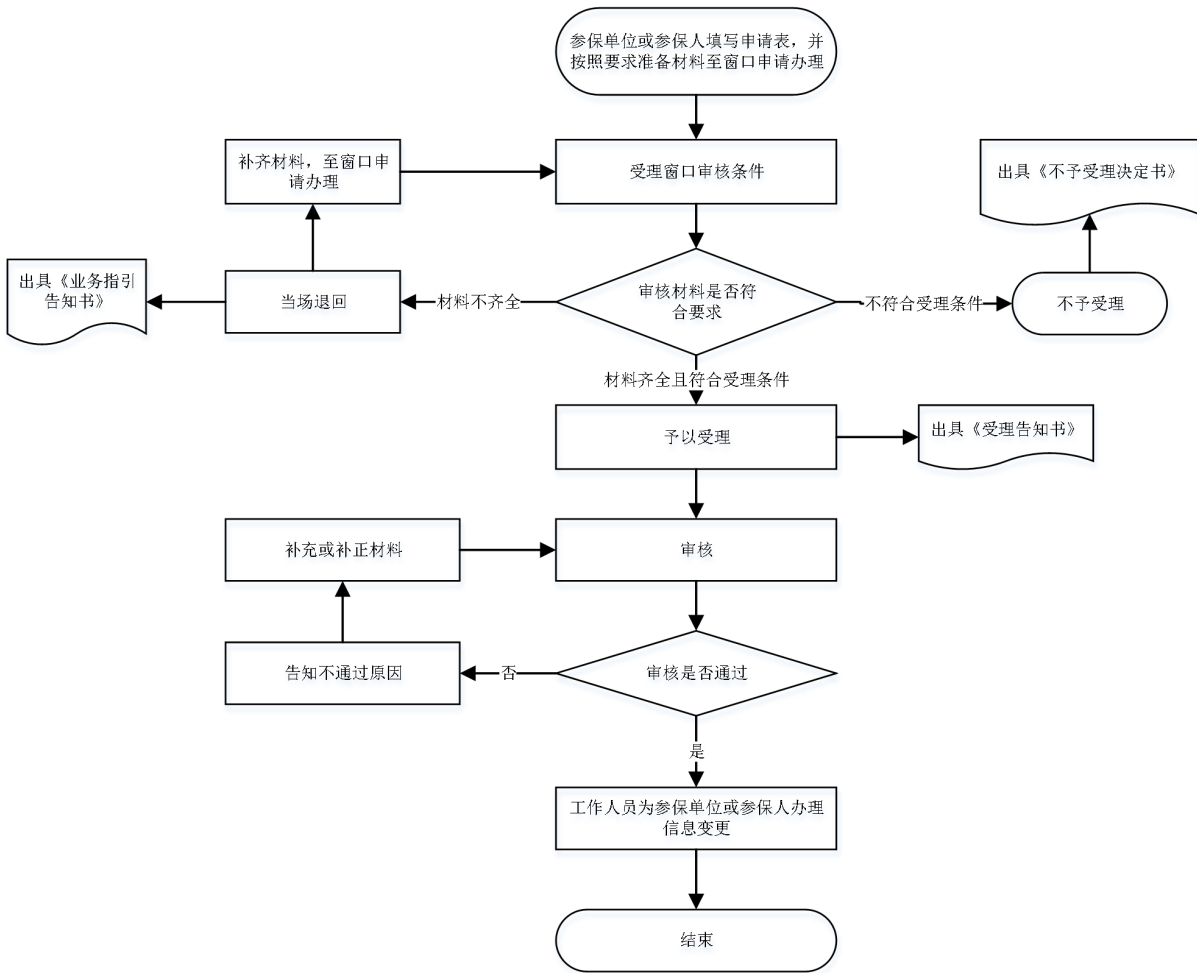 参保单位或参保人填写申请表，并
按照要求准备材料至窗口申请办理
补齐材料，至窗口申
请办理
受理窗口审核条件
出具《不予受理决定书》
出具《业务指引
告知书》
当场退回
材料不齐全
审核材料是否符
合要求
不符合受理条件
不予受理
材料齐全且符合受理条件
予以受理
出具《受理告知书》
补充或补正材料
审核
告知不通过原因
否
审核是否通过
是
工作人员为参保单位或参保人办理
信息变更
结束